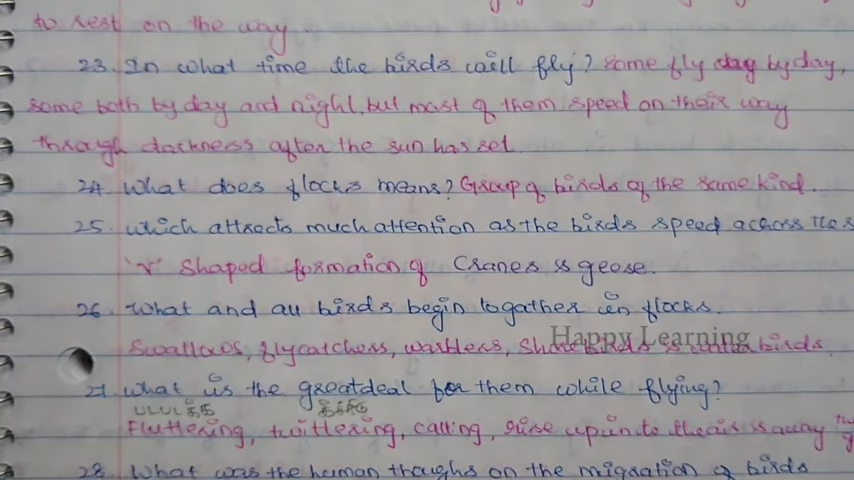 to rest on the way.
23. In what time the birds will fly? Some fly day by day,
some both by day and night, but most of them speed on their way
through darkness after the sun has set.
24. What does flocks means? Group of birds of the same kind.
25. which attracts much attention as the birds speed across the s
'v' shaped formation of Cranes is geese.
26. What and all birds begin to gather in flocks.
Happy Learning
Swallows, flycatchers, warblers, Shore birds is water birds.
27. What is the great deal for them while flying?
Fluttering, twittering, calling, rise up into the air is away
28. What was the human thoughs on the migration of birds